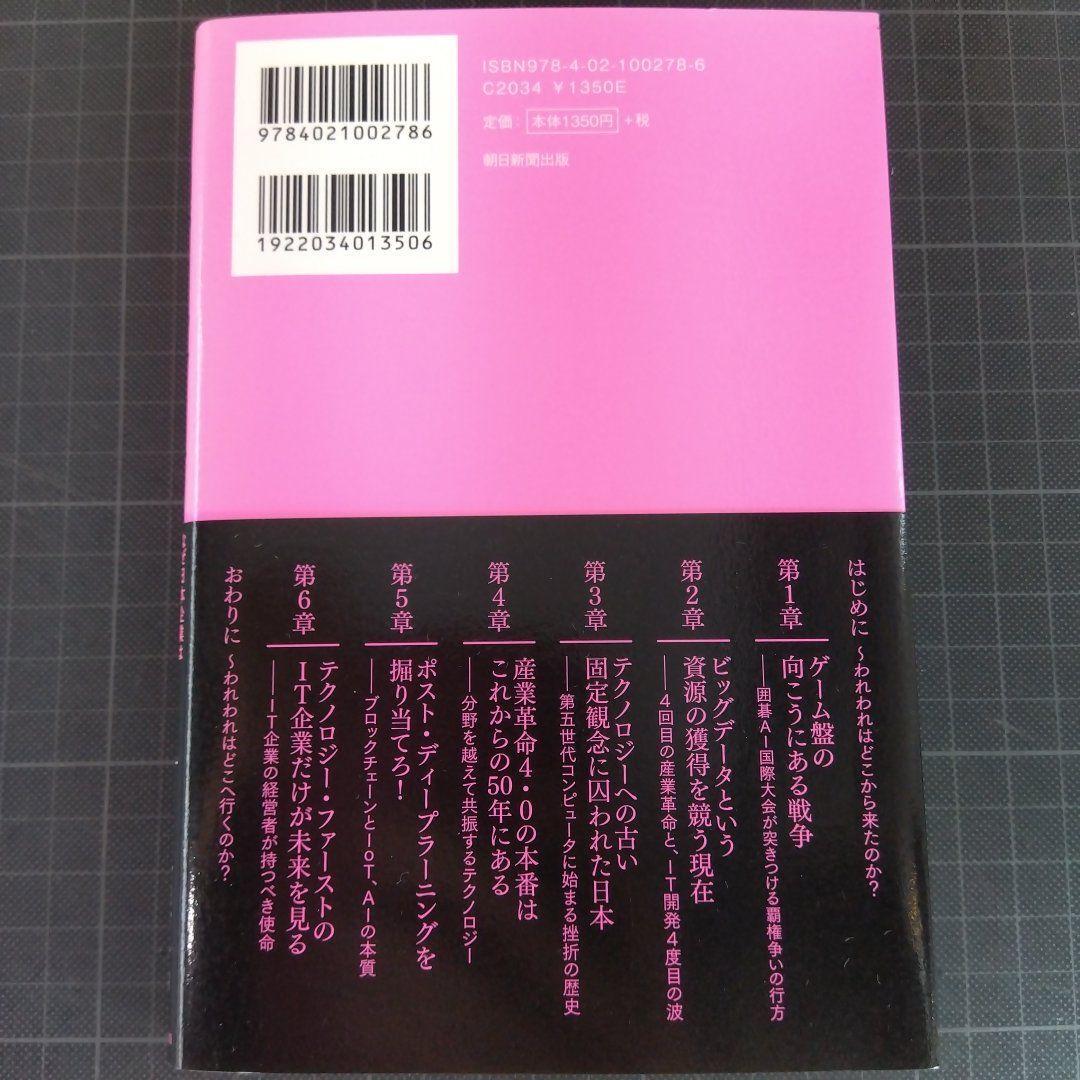 ISBN978-4-02-100278-6
C2034 ￥1350E
定価：本体1350円＋税
朝日新聞出版
9784021002786
1922034013506
はじめに ～われわれはどこから来たのか？
第1章
ゲーム盤の
向こうにある戦争
――囲碁AI国際大会が突きつける覇権争いの行方
第2章
ビッグデータという
資源の獲得を競う現在
――4回目の産業革命と、IT開発4度目の波
第3章
テクノロジーへの古い
固定観念に囚われた日本
――第五世代コンピュータに始まる挫折の歴史
第4章
産業革命4・0の本番は
これからの50年にある
――分野を越えて共振するテクノロジー
第5章
ポスト・ディープラーニングを
掘り当てろ！
――ブロックチェーンとIoT、AIの本質
第6章
テクノロジー・ファーストの
IT企業だけが未来を見る
――IT企業の経営者が持つべき使命
おわりに ～われわれはどこへ行くのか？